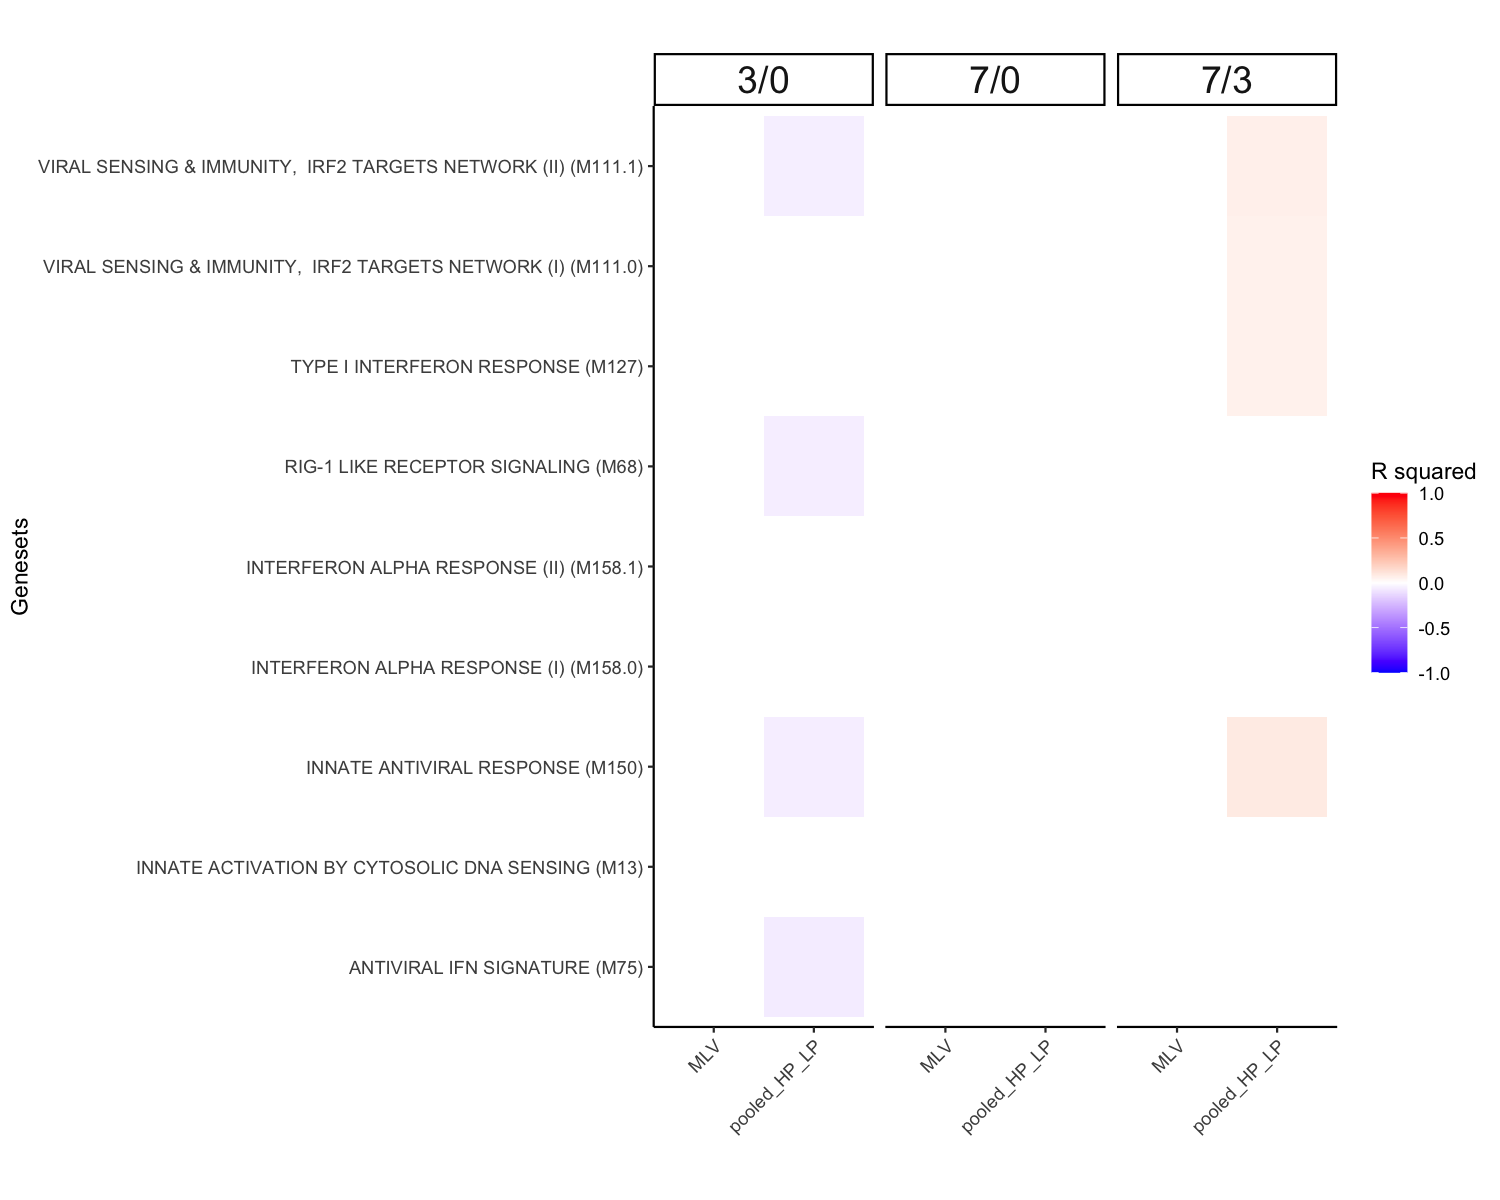 3/0
7/0
7/3
VIRAL SENSING & IMMUNITY,  IRF2 TARGETS NETWORK (II) (M111.1)
VIRAL SENSING & IMMUNITY,  IRF2 TARGETS NETWORK (I) (M111.0)
TYPE I INTERFERON RESPONSE (M127)
RIG-1 LIKE RECEPTOR SIGNALING (M68)
INTERFERON ALPHA RESPONSE (II) (M158.1)
INTERFERON ALPHA RESPONSE (I) (M158.0)
INNATE ANTIVIRAL RESPONSE (M150)
INNATE ACTIVATION BY CYTOSOLIC DNA SENSING (M13)
ANTIVIRAL IFN SIGNATURE (M75)
Genesets
MLV
pooled_HP_LP
MLV
pooled_HP_LP
MLV
pooled_HP_LP
R squared
1.0
0.5
0.0
-0.5
-1.0